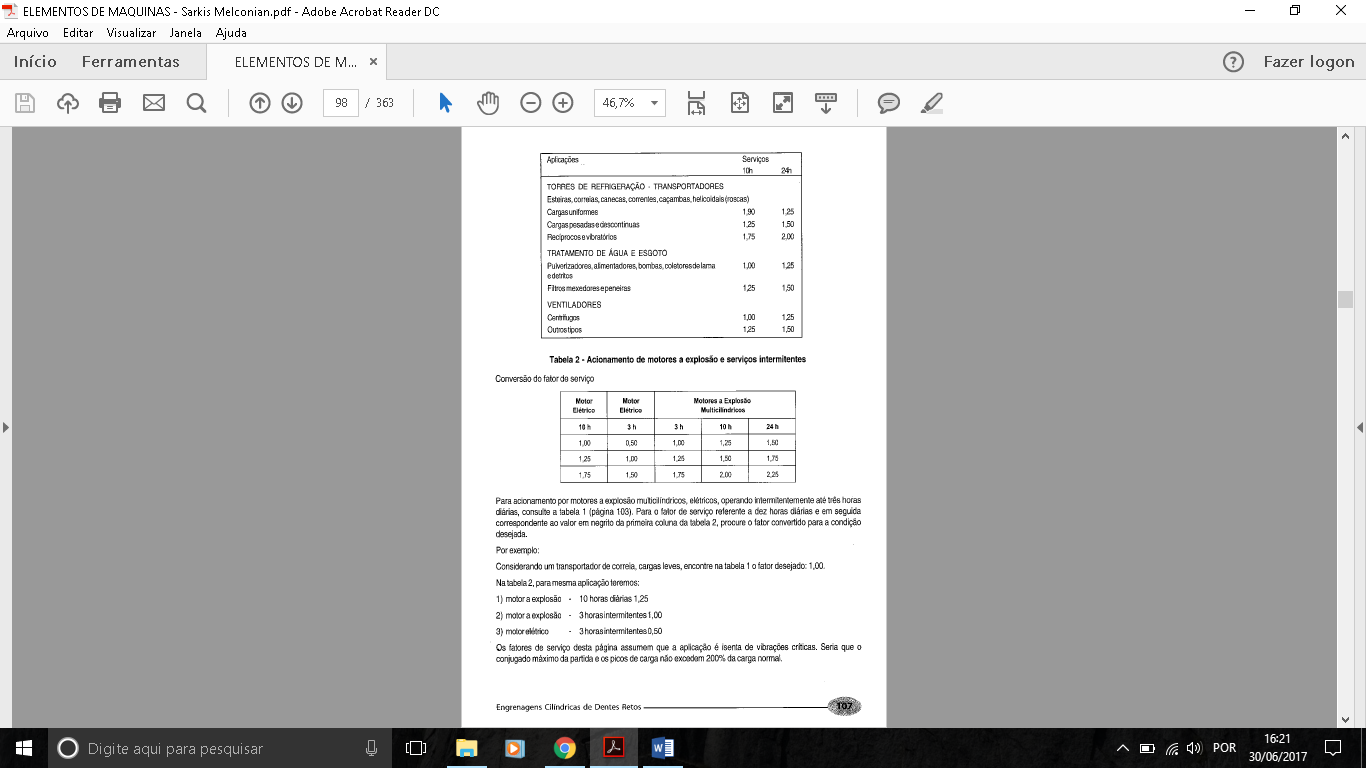 ELEMENTOS DE MAQUINAS - Sarkis Melconian.pdf - Adobe Acrobat Reader DC
Arquivo Editar Visualizar Janela Ajuda
Início Ferramentas ELEMENTOS DE M... × ? Fazer logon
98 / 363 46,7%
Aplicações Serviços
10h 24h
TORRES DE REFRIGERAÇÃO - TRANSPORTADORES
Esteiras, correias, canecas, correntes, caçambas, helicoidais (roscas)
Cargas uniformes 1,90 1,25
Cargas pesadas e descontínuas 1,25 1,50
Recíprocos e vibratórios 1,75 2,00
TRATAMENTO DE ÁGUA E ESGOTO
Pulverizadores, alimentadores, bombas, coletores de lama 1,00 1,25
e detritos
Filtros mexedores e peneiras 1,25 1,50
VENTILADORES
Centrífugos 1,00 1,25
Outros tipos 1,25 1,50
Tabela 2 - Acionamento de motores a explosão e serviços intermitentes
Conversão do fator de serviço
Motor Motor Motores a Explosão
Elétrico Elétrico Multicilíndricos
10 h 3 h 3 h 10 h 24 h
1,00 0,50 1,00 1,25 1,50
1,25 1,00 1,25 1,50 1,75
1,75 1,50 1,75 2,00 2,25
Para acionamento por motores a explosão multicilíndricos, elétricos, operando intermitentemente até três horas
diárias, consulte a tabela 1 (página 103). Para o fator de serviço referente a dez horas diárias e em seguida
correspondente ao valor em negrito da primeira coluna da tabela 2, procure o fator convertido para a condição
desejada.
Por exemplo:
Considerando um transportador de correia, cargas leves, encontre na tabela 1 o fator desejado: 1,00.
Na tabela 2, para mesma aplicação teremos:
1) motor a explosão - 10 horas diárias 1,25
2) motor a explosão - 3 horas intermitentes 1,00
3) motor elétrico - 3 horas intermitentes 0,50
Os fatores de serviço desta página assumem que a aplicação é isenta de vibrações críticas. Seria que o
conjugado máximo da partida e os picos de carga não excedem 200% da carga normal.
Engrenagens Cilíndricas de Dentes Retos 107
Digite aqui para pesquisar POR 16:21
30/06/2017